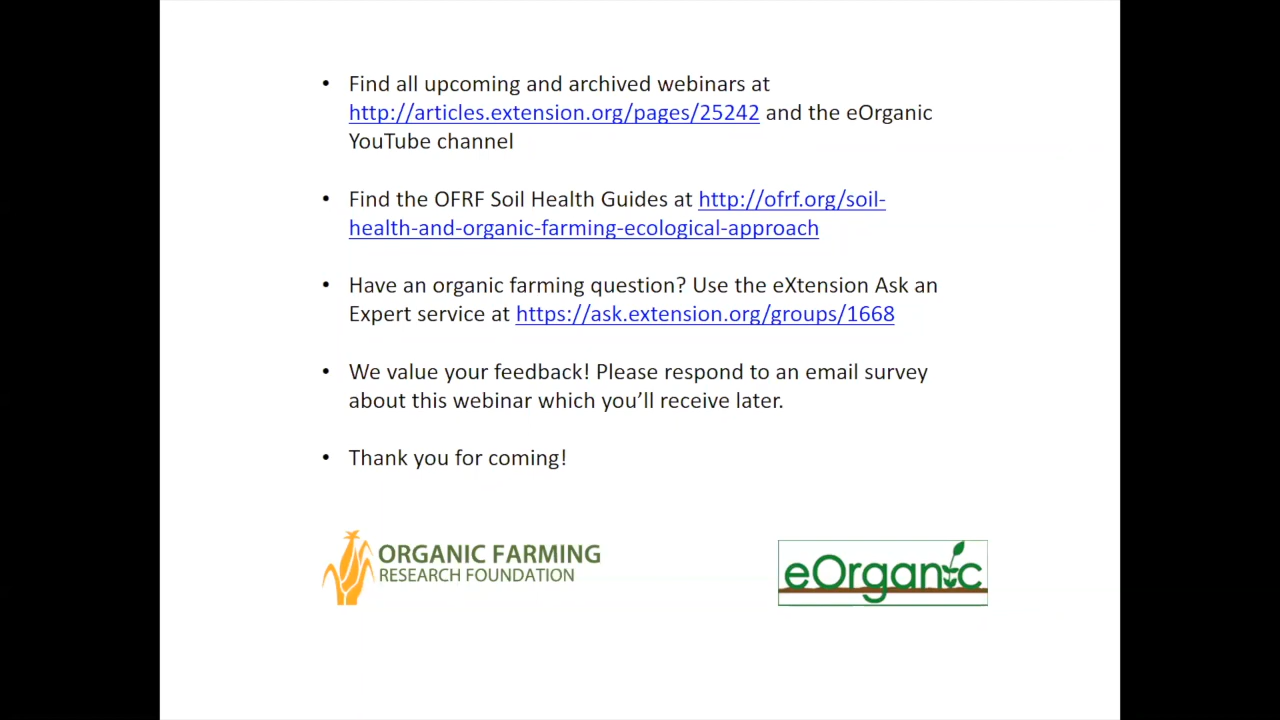 • Find all upcoming and archived webinars at
http://articles.extension.org/pages/25242 and the eOrganic
YouTube channel
• Find the OFRF Soil Health Guides at http://ofrf.org/soil-
health-and-organic-farming-ecological-approach
• Have an organic farming question? Use the eXtension Ask an
Expert service at https://ask.extension.org/groups/1668
• We value your feedback! Please respond to an email survey
about this webinar which you’ll receive later.
• Thank you for coming!
ORGANIC FARMING
RESEARCH FOUNDATION
eOrganic